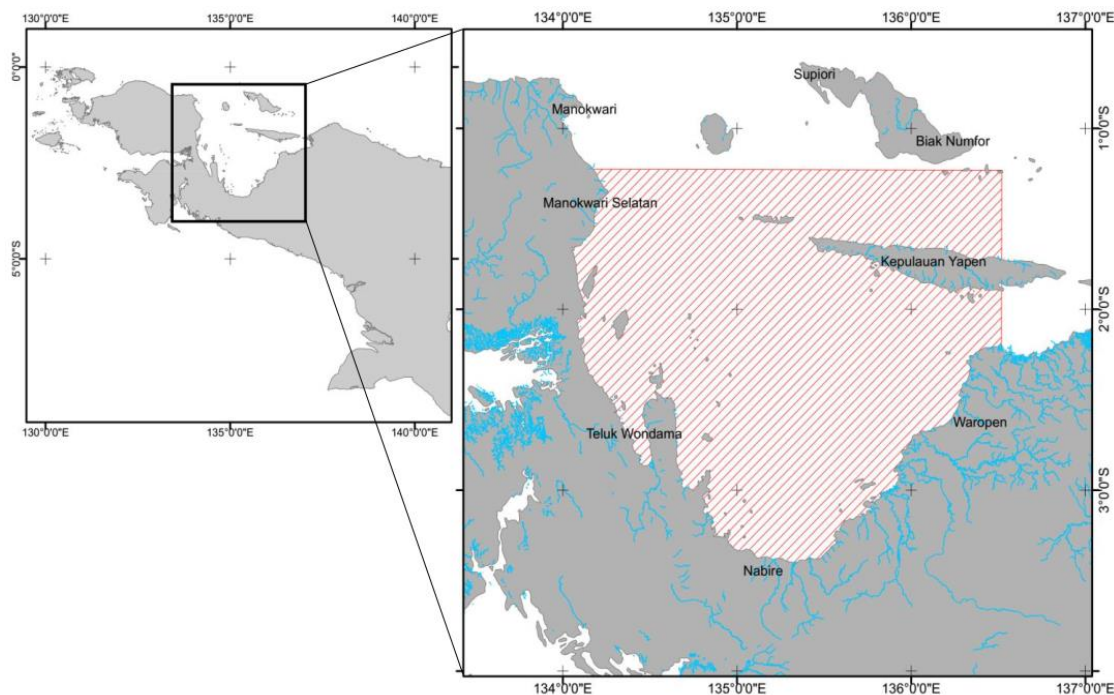 130°0'0"E 135°0'0"E 140°0'0"E
134°0'0"E 135°0'0"E 136°0'0"E 137°0'0"E
0°0'0"
5°0'0"S
130°0'0"E 135°0'0"E 140°0'0"E
Supiori
Manokwari
Biak Numfor
Manokwari Selatan
Kepulauan Yapen
Waropen
Teluk Wondama
Nabire
1°0'0"S
2°0'0"S
3°0'0"S
134°0'0"E 135°0'0"E 136°0'0"E 137°0'0"E